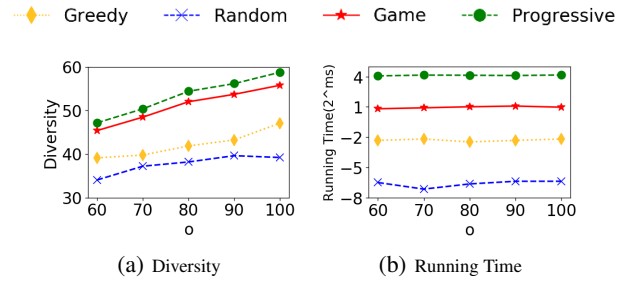 Greedy Random Game Progressive
60
50
40
30
Diversity
60 70 80 90 100
o
4
1
−2
−5
−8
Running Time(2^ms)
60 70 80 90 100
o
(a) Diversity
(b) Running Time